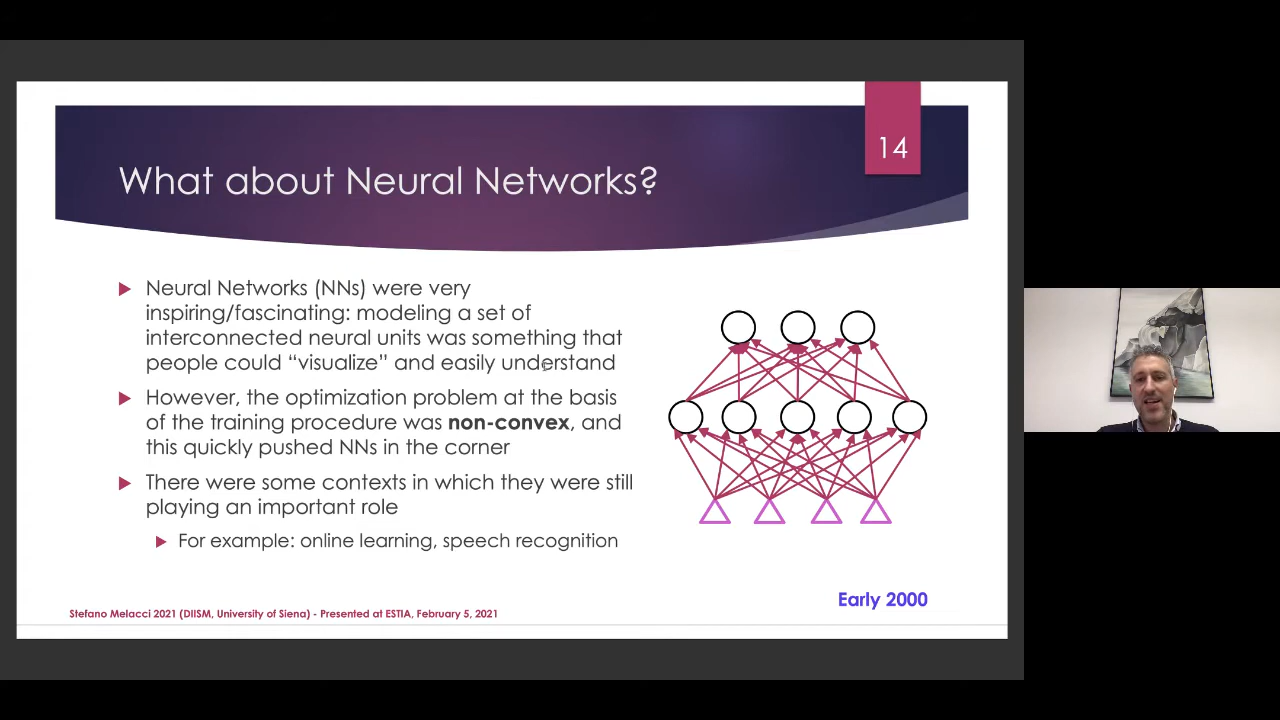 14
What about Neural Networks?
Neural Networks (NNs) were very
inspiring/fascinating: modeling a set of
interconnected neural units was something that
people could “visualize” and easily understand
However, the optimization problem at the basis
of the training procedure was non-convex, and
this quickly pushed NNs in the corner
There were some contexts in which they were still
playing an important role
For example: online learning, speech recognition
Early 2000
Stefano Melacci 2021 (DIISM, University of Siena) - Presented at ESTIA, February 5, 2021